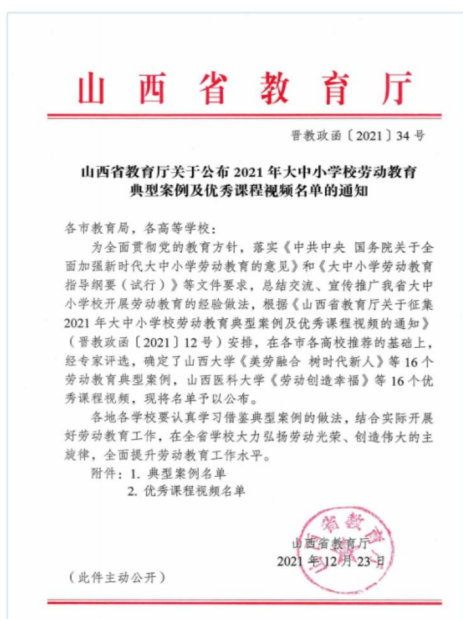 山西省教育厅
晋教政函〔2021〕34 号
山西省教育厅关于公布 2021 年大中小学校劳动教育
典型案例及优秀课程视频名单的通知
各市教育局，各高等学校：
为全面贯彻党的教育方针，落实《中共中央 国务院关于全
面加强新时代大中小学劳动教育的意见》和《大中小学劳动教育
指导纲要（试行）》等文件要求，总结交流、宣传推广我省大中
小学校开展劳动教育的经验做法，根据《山西省教育厅关于征集
2021 年大中小学校劳动教育典型案例及优秀课程视频的通知》
（晋教政函〔2021〕12 号）安排，在各市各高校推荐的基础上，
经专家评选，确定了山西大学《美劳融合 树时代新人》等 16 个
劳动教育典型案例，山西医科大学《劳动创造幸福》等 16 个优
秀课程视频，现将名单予以公布。
各地各学校要认真学习借鉴典型案例的做法，结合实际开展
好劳动教育工作，在全省学校大力弘扬劳动光荣、创造伟大的主
旋律，全面提升劳动教育工作水平。
附件：1. 典型案例名单
2. 优秀课程视频名单
山西省教育厅
2021 年 12 月 23 日
（此件主动公开）